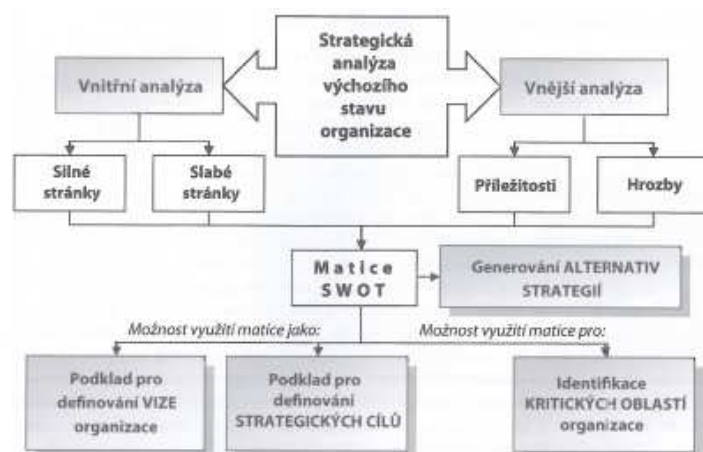 Strategická
analýza
výchozího
stavu
organizace
Vnitřní analýza
Vnější analýza
Silné
stránky
Slabé
stránky
Příležitosti
Hrozby
Matice
SWOT
Generování ALTERNATIV
STRATEGIÍ
Možnost využití matice jako:
Možnost využití matice pro:
Podklad pro
definování VIZE
organizace
Podklad pro
definování
STRATEGICKÝCH CÍLŮ
Identifikace
KRITICKÝCH OBLASTÍ
organizace